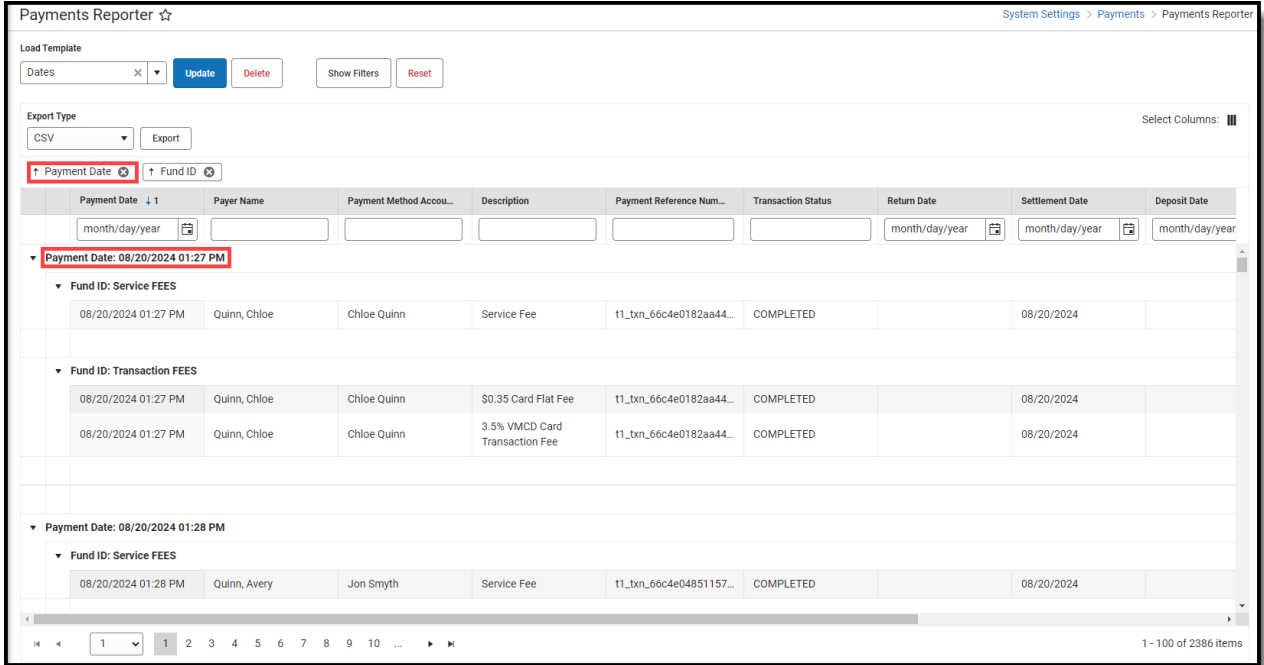 Payments Reporter
System Settings > Payments > Payments Reporter
Load Template
Dates
Update
Delete
Show Filters
Reset
Export Type
Select Columns:
CSV
Export
↑ Payment Date
↑ Fund ID
Payment Date ↓ 1 Payer Name Payment Method Accou... Description Payment Reference Num... Transaction Status Return Date Settlement Date Deposit Date
month/day/year month/day/year month/day/year month/day/year
Payment Date: 08/20/2024 01:27 PM
Fund ID: Service FEES
08/20/2024 01:27 PM Quinn, Chloe Chloe Quinn Service Fee t1_txn_66c4e0182aa44... COMPLETED 08/20/2024
Fund ID: Transaction FEES
08/20/2024 01:27 PM Quinn, Chloe Chloe Quinn $0.35 Card Flat Fee t1_txn_66c4e0182aa44... COMPLETED 08/20/2024
08/20/2024 01:27 PM Quinn, Chloe Chloe Quinn 3.5% VMCD Card
Transaction Fee t1_txn_66c4e0182aa44... COMPLETED 08/20/2024
Payment Date: 08/20/2024 01:28 PM
Fund ID: Service FEES
08/20/2024 01:28 PM Quinn, Avery Jon Smyth Service Fee t1_txn_66c4e04851157... COMPLETED 08/20/2024
1 1 2 3 4 5 6 7 8 9 10 ... 1 - 100 of 2386 items